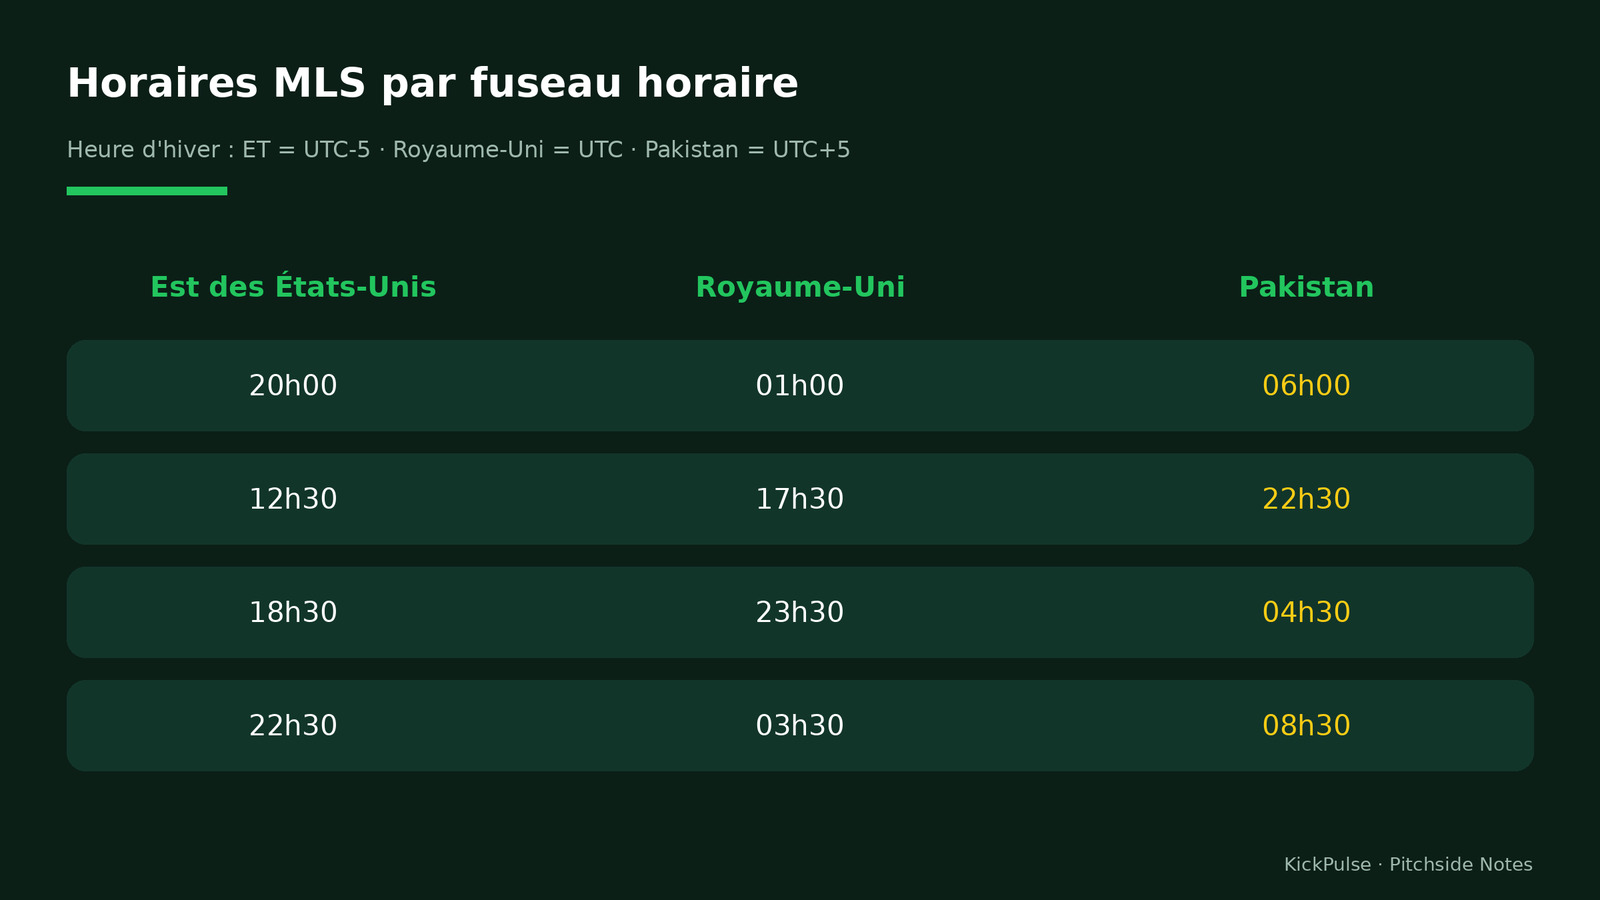 Horaires MLS par fuseau horaire
Heure d'hiver : ET = UTC-5 · Royaume-Uni = UTC · Pakistan = UTC+5
Est des États-Unis Royaume-Uni Pakistan
20h00 01h00 06h00
12h30 17h30 22h30
18h30 23h30 04h30
22h30 03h30 08h30
KickPulse · Pitchside Notes